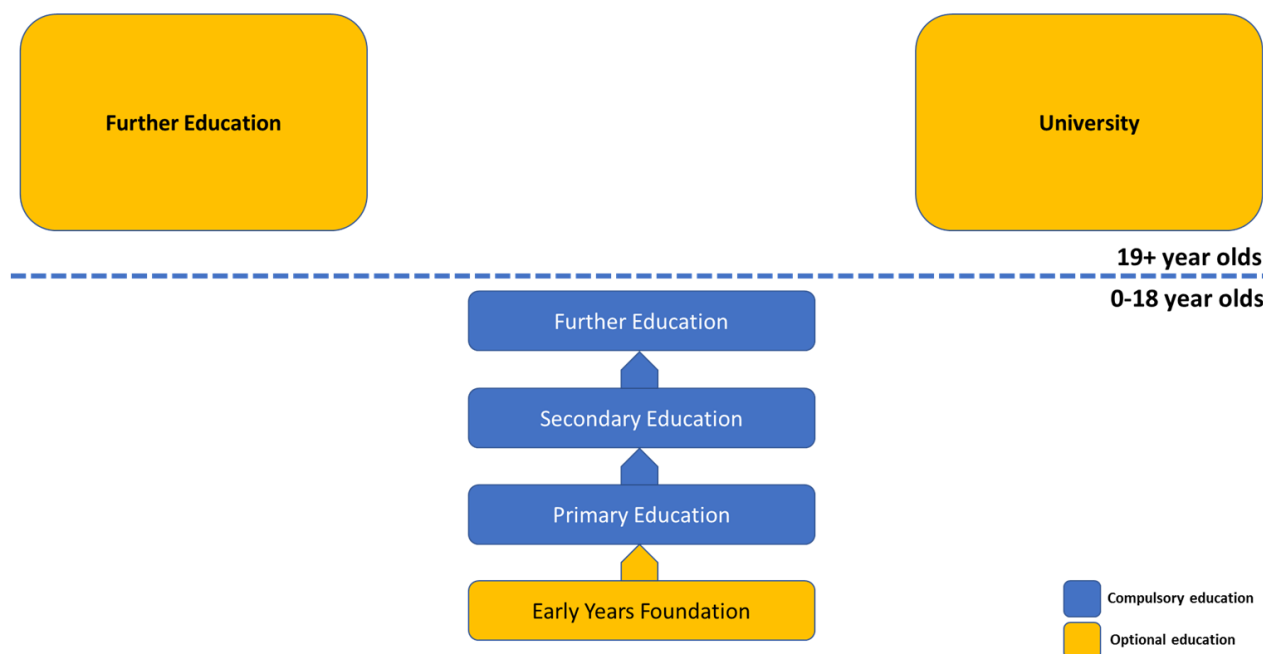 Further Education
University
19+ year olds
0-18 year olds
Further Education
Secondary Education
Primary Education
Early Years Foundation
Compulsory education
Optional education